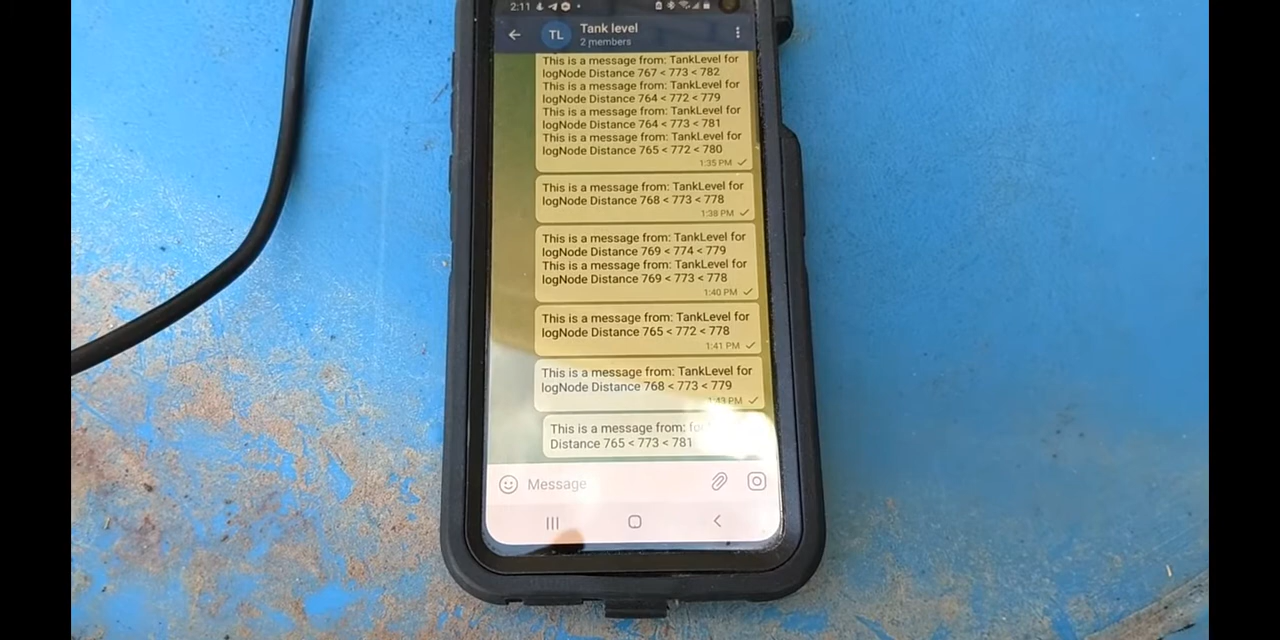 2:11
TL
Tank level
2 members
This is a message from: TankLevel for
logNode Distance 767 < 773 < 782
This is a message from: TankLevel for
logNode Distance 764 < 772 < 779
This is a message from: TankLevel for
logNode Distance 764 < 773 < 781
This is a message from: TankLevel for
logNode Distance 765 < 772 < 780
1:35 PM
This is a message from: TankLevel for
logNode Distance 768 < 773 < 778
1:38 PM
This is a message from: TankLevel for
logNode Distance 769 < 774 < 779
This is a message from: TankLevel for
logNode Distance 769 < 773 < 778
1:40 PM
This is a message from: TankLevel for
logNode Distance 765 < 772 < 778
1:41 PM
This is a message from: TankLevel for
logNode Distance 768 < 773 < 779
1:43 PM
This is a message from:
Distance 765 < 773 < 781
Message